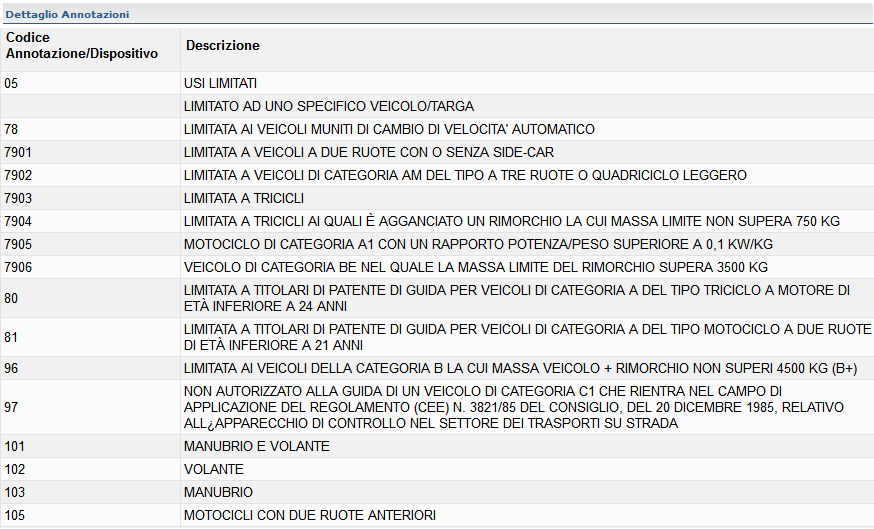 Dettaglio Annotazioni
Codice
Annotazione/Dispositivo
Descrizione
05 USI LIMITATI
LIMITATO AD UNO SPECIFICO VEICOLO/TARGA
78 LIMITATA AI VEICOLI MUNITI DI CAMBIO DI VELOCITA' AUTOMATICO
7901 LIMITATA A VEICOLI A DUE RUOTE CON O SENZA SIDE-CAR
7902 LIMITATA A VEICOLI DI CATEGORIA AM DEL TIPO A TRE RUOTE O QUADRICICLO LEGGERO
7903 LIMITATA A TRICICLI
7904 LIMITATA A TRICICLI AI QUALI È AGGANCIATO UN RIMORCHIO LA CUI MASSA LIMITE NON SUPERA 750 KG
7905 MOTOCICLO DI CATEGORIA A1 CON UN RAPPORTO POTENZA/PESO SUPERIORE A 0,1 KW/KG
7906 VEICOLO DI CATEGORIA BE NEL QUALE LA MASSA LIMITE DEL RIMORCHIO SUPERA 3500 KG
80 LIMITATA A TITOLARI DI PATENTE DI GUIDA PER VEICOLI DI CATEGORIA A DEL TIPO TRICICLO A MOTORE DI
ETÀ INFERIORE A 24 ANNI
81 LIMITATA A TITOLARI DI PATENTE DI GUIDA PER VEICOLI DI CATEGORIA A DEL TIPO MOTOCICLO A DUE RUOTE
DI ETÀ INFERIORE A 21 ANNI
96 LIMITATA AI VEICOLI DELLA CATEGORIA B LA CUI MASSA VEICOLO + RIMORCHIO NON SUPERI 4500 KG (B+)
97 NON AUTORIZZATO ALLA GUIDA DI UN VEICOLO DI CATEGORIA C1 CHE RIENTRA NEL CAMPO DI
APPLICAZIONE DEL REGOLAMENTO (CEE) N. 3821/85 DEL CONSIGLIO, DEL 20 DICEMBRE 1985, RELATIVO
ALL¿APPARECCHIO DI CONTROLLO NEL SETTORE DEI TRASPORTI SU STRADA
101 MANUBRIO E VOLANTE
102 VOLANTE
103 MANUBRIO
105 MOTOCICLI CON DUE RUOTE ANTERIORI